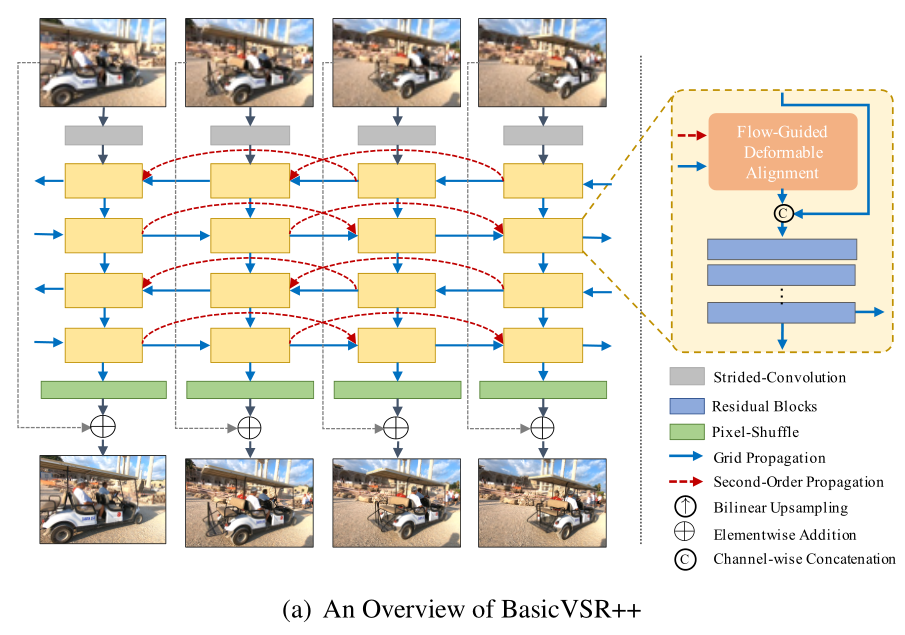 Flow-Guided
Deformable
Alignment
C
Strided-Convolution
Residual Blocks
Pixel-Shuffle
Grid Propagation
Second-Order Propagation
Bilinear Upsampling
Elementwise Addition
C Channel-wise Concatenation
(a) An Overview of BasicVSR++